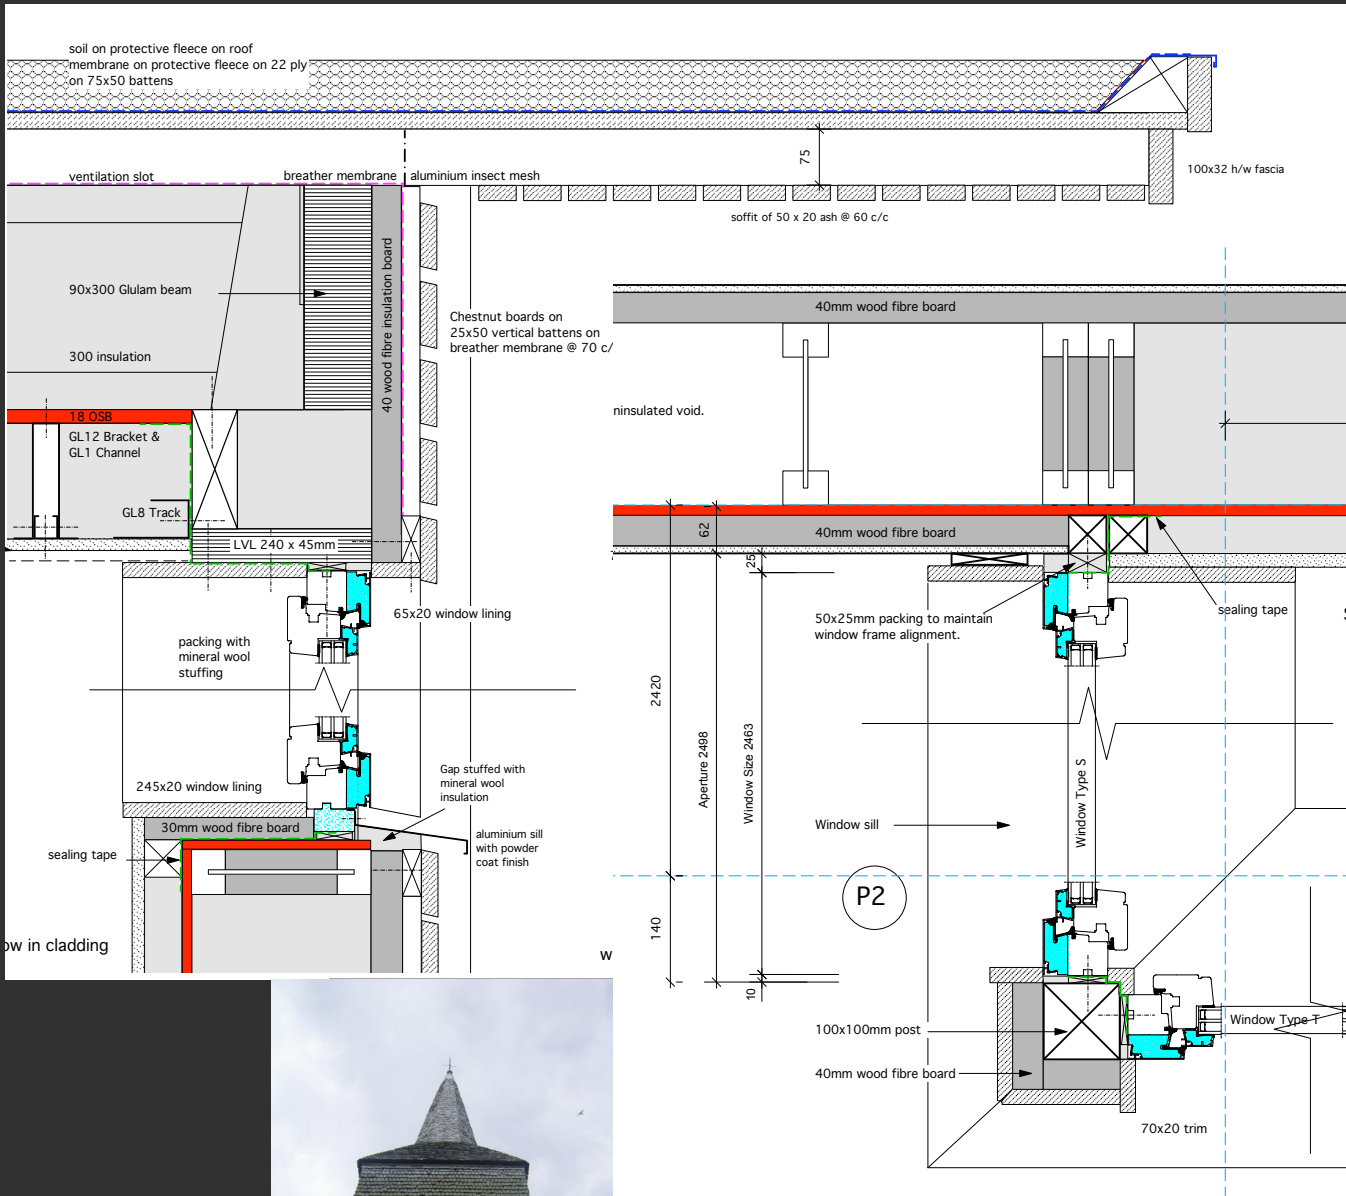 soil on protective fleece on roof
membrane on protective fleece on 22 ply
on 75x50 battens
75
100x32 h/w fascia
ventilation slot
breather membrane
aluminium insect mesh
soffit of 50 x 20 ash @ 60 c/c
90x300 Glulam beam
40 wood fibre insulation board
Chestnut boards on
25x50 vertical battens on
breather membrane @ 70 c/
300 insulation
18 OSB
GL12 Bracket &
GL1 Channel
GL8 Track
LVL 240 x 45mm
65x20 window lining
packing with
mineral wool
stuffing
245x20 window lining
Gap stuffed with
mineral wool
insulation
30mm wood fibre board
aluminium sill
with powder
coat finish
sealing tape
ow in cladding
w
40mm wood fibre board
ninsulated void.
62
40mm wood fibre board
25
50x25mm packing to maintain
window frame alignment.
sealing tape
2420
Aperture 2498
Window Size 2463
Window Type S
Window sill
P2
140
10
100x100mm post
Window Type T
40mm wood fibre board
70x20 trim